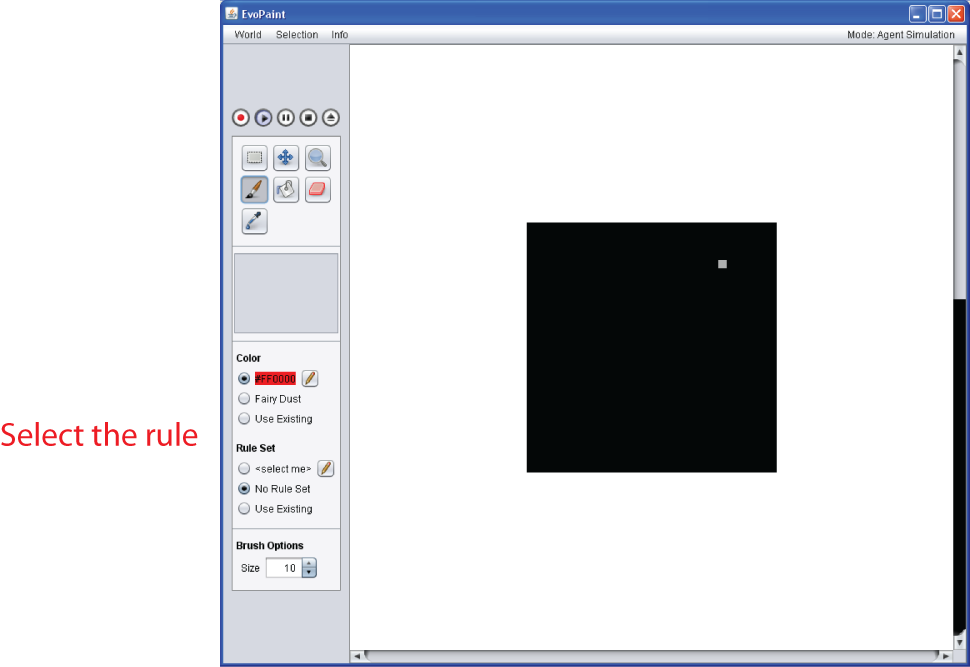 EvoPaint
World Selection Info Mode: Agent Simulation
Color
#FF0000
Fairy Dust
Use Existing
Select the rule
Rule Set
<select me>
No Rule Set
Use Existing
Brush Options
Size 10